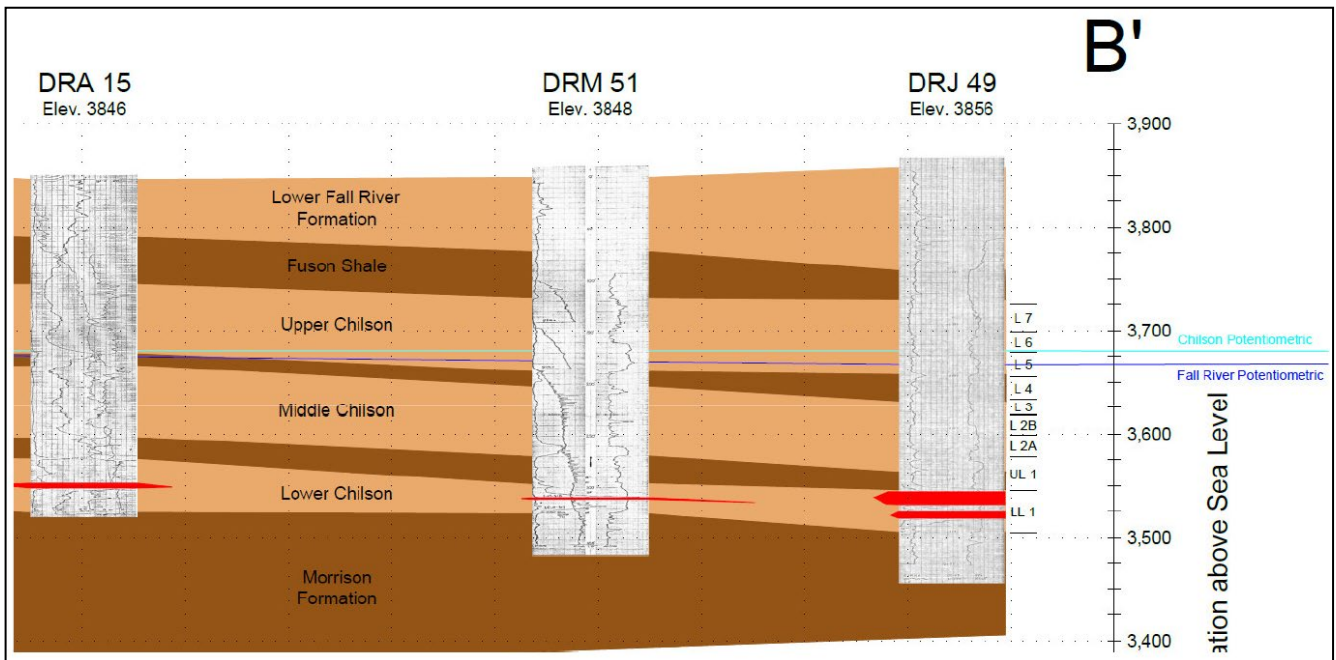 B'
DRA 15
Elev. 3846
DRM 51
Elev. 3848
DRJ 49
Elev. 3856
3,900
Lower Fall River
Formation
3,800
Fuson Shale
Upper Chilson
L 7
3,700
L 6
Chilson Potentiometric
L 5
Fall River Potentiometric
L 4
Middle Chilson
L 3
L 2B
3,600
L 2A
UL 1
Lower Chilson
LL 1
3,500
Morrison
Formation
3,400
ation above Sea Level